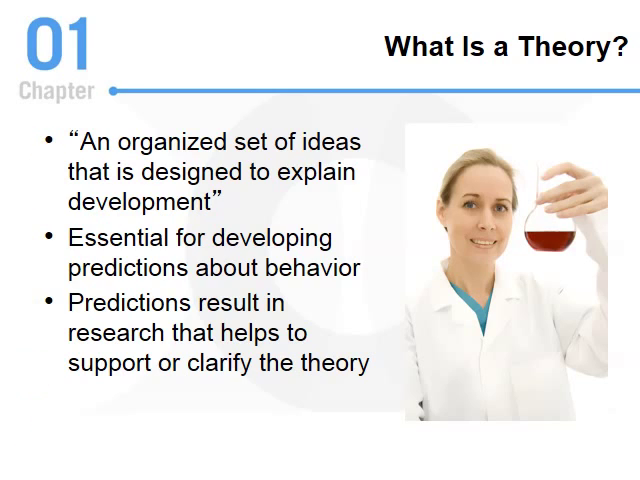 01
Chapter
What Is a Theory?
• “An organized set of ideas
that is designed to explain
development”
• Essential for developing
predictions about behavior
• Predictions result in
research that helps to
support or clarify the theory